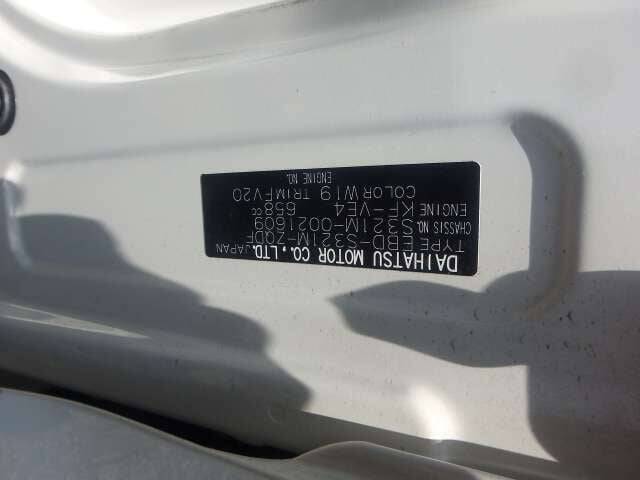 DAIHATSU MOTOR CO., LTD. JAPAN
TYPE EBD-S321M-ZQDF
CHASSIS NO. S321M-0021609
ENGINE KF-VE4 658cc
COLOR W19 TRIM FV20
ENGINE NO.